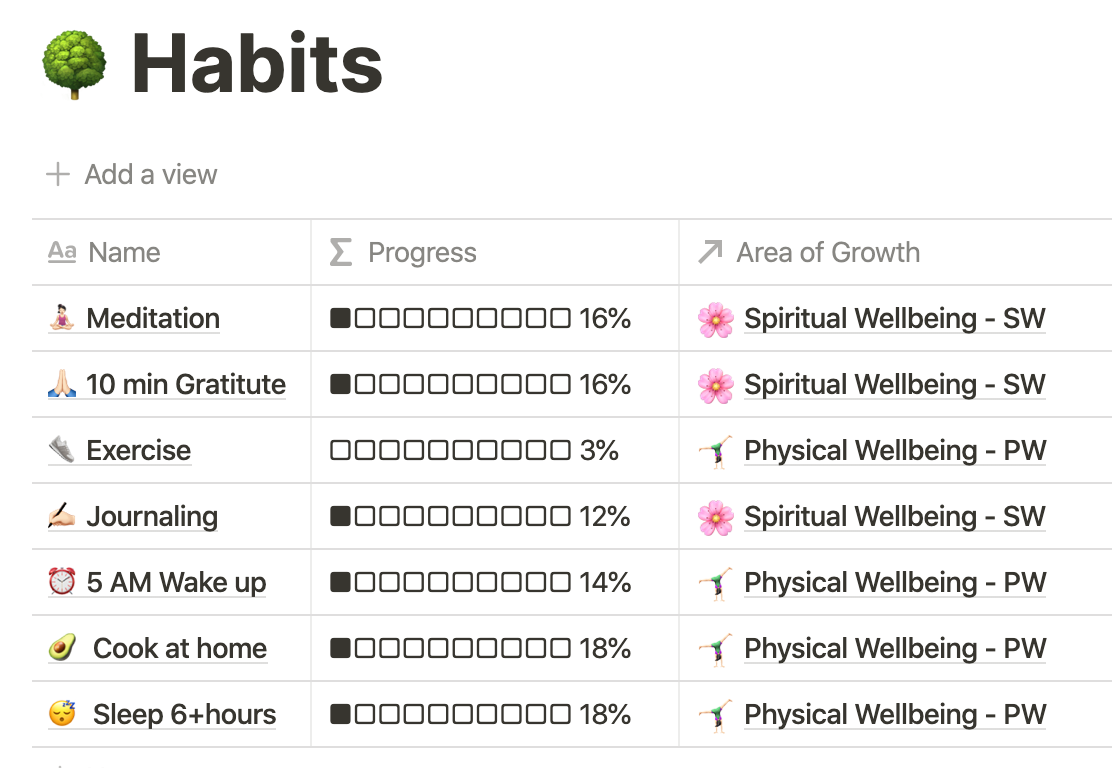 Habits
Add a view
Aa Name Progress Area of Growth
Meditation 16% Spiritual Wellbeing - SW
10 min Gratitute 16% Spiritual Wellbeing - SW
Exercise 3% Physical Wellbeing - PW
Journaling 12% Spiritual Wellbeing - SW
5 AM Wake up 14% Physical Wellbeing - PW
Cook at home 18% Physical Wellbeing - PW
Sleep 6+hours 18% Physical Wellbeing - PW